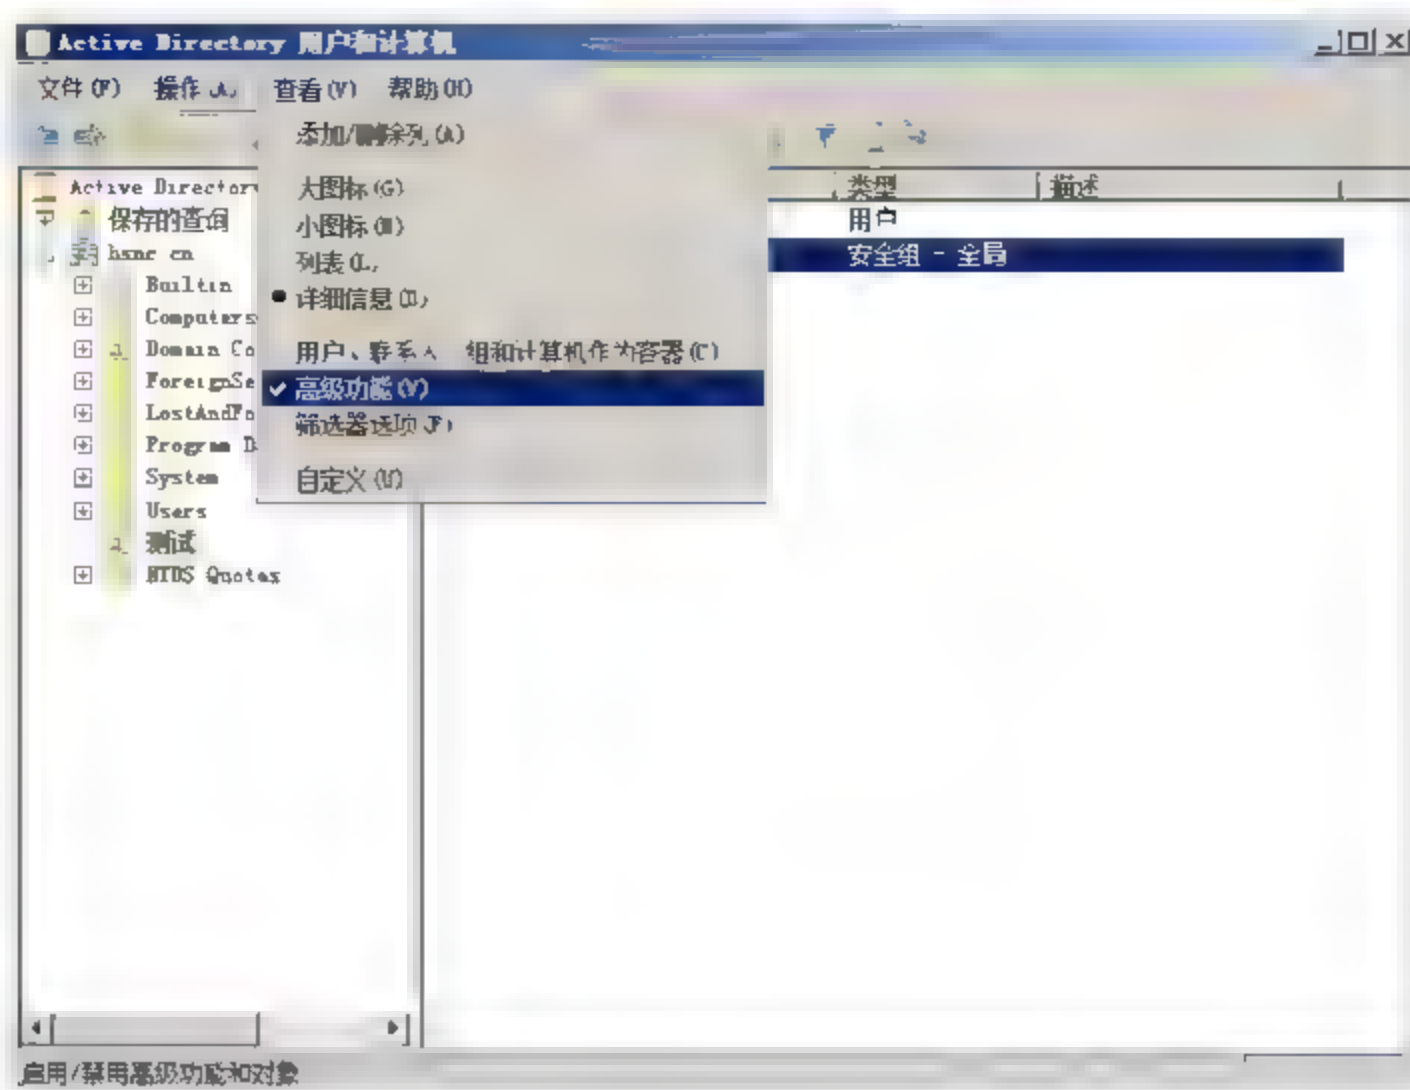 Active Directory 用户和计算机
文件(F) 操作(A) 查看(V) 帮助(H)
添加/删除列(A)
大图标(G)
小图标(M)
列表(L)
详细信息(D)
用户、联系人、组和计算机作为容器(C)
高级功能(V)
筛选器选项(F)
自定义(U)
Active Directory
保存的查询
cn
Builtin
Computers
Domain Co
ForeignSe
LostAndFo
Program D
System
Users
测试
NTDS Quotas
类型 描述
用户
安全组 - 全局
启用/禁用高级功能和对象